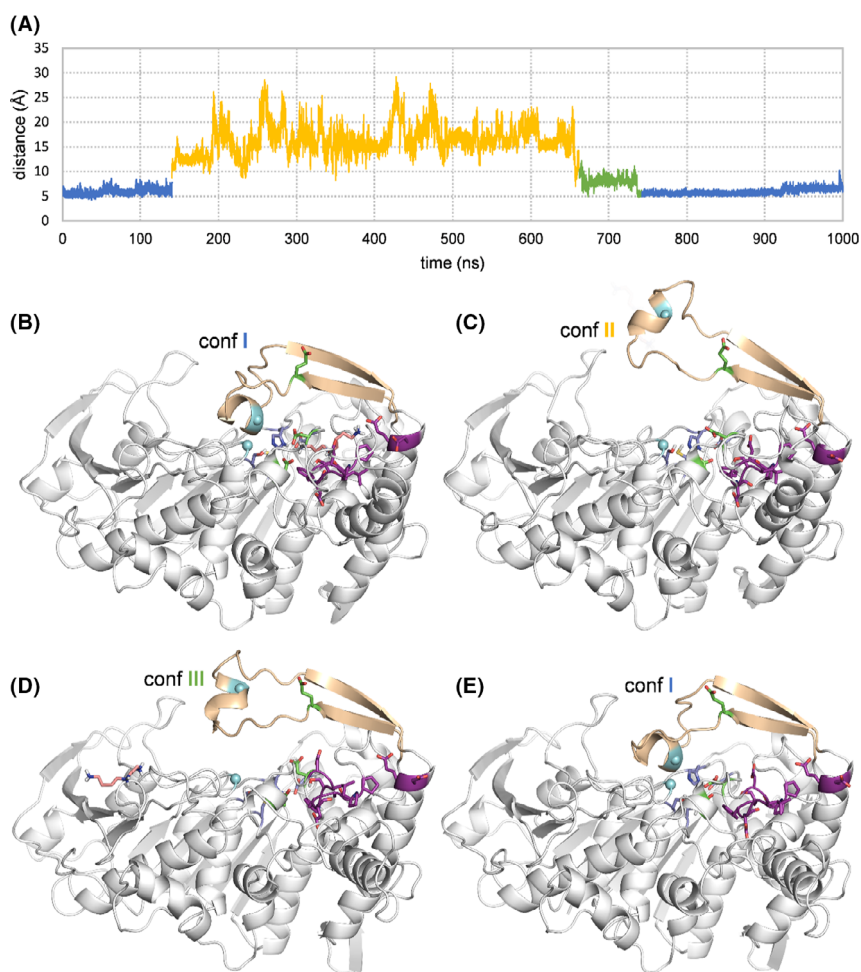 (A)
35
30
25
20
15
10
5
0
distance (Å)
0 100 200 300 400 500 600 700 800 900 1000
time (ns)
(B)
conf I
(C)
conf II
(D)
conf III
(E)
conf I